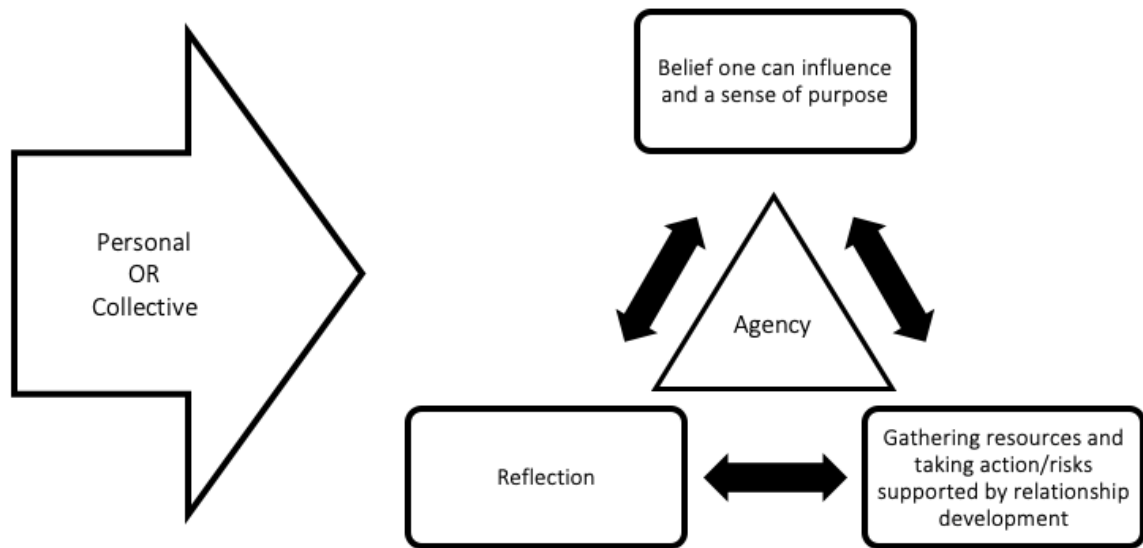 Belief one can influence
and a sense of purpose
Personal
OR
Collective
Agency
Reflection
Gathering resources and
taking action/risks
supported by relationship
development